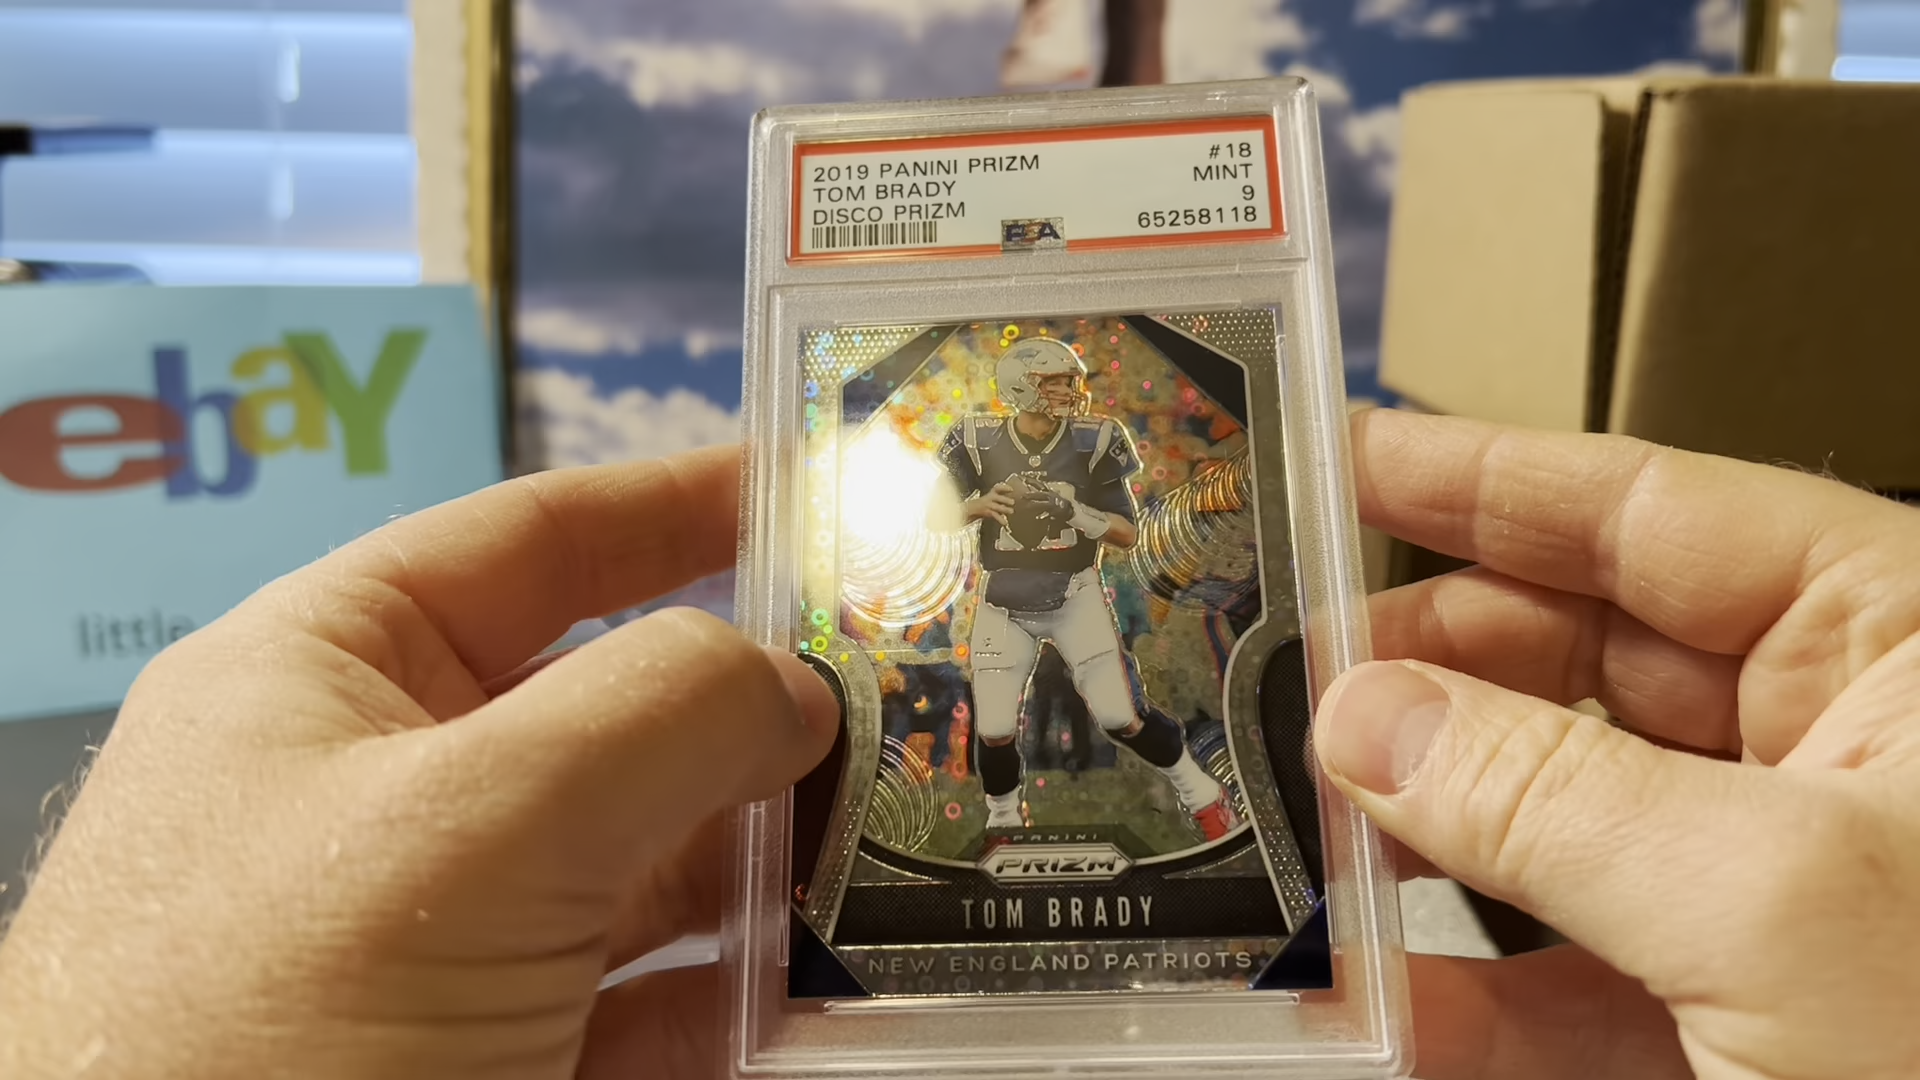 2019 PANINI PRIZM #18
TOM BRADY MINT
DISCO PRIZM 9
65258118
PSA
ebay
little
PANINI
PRIZM
TOM BRADY
NEW ENGLAND PATRIOTS